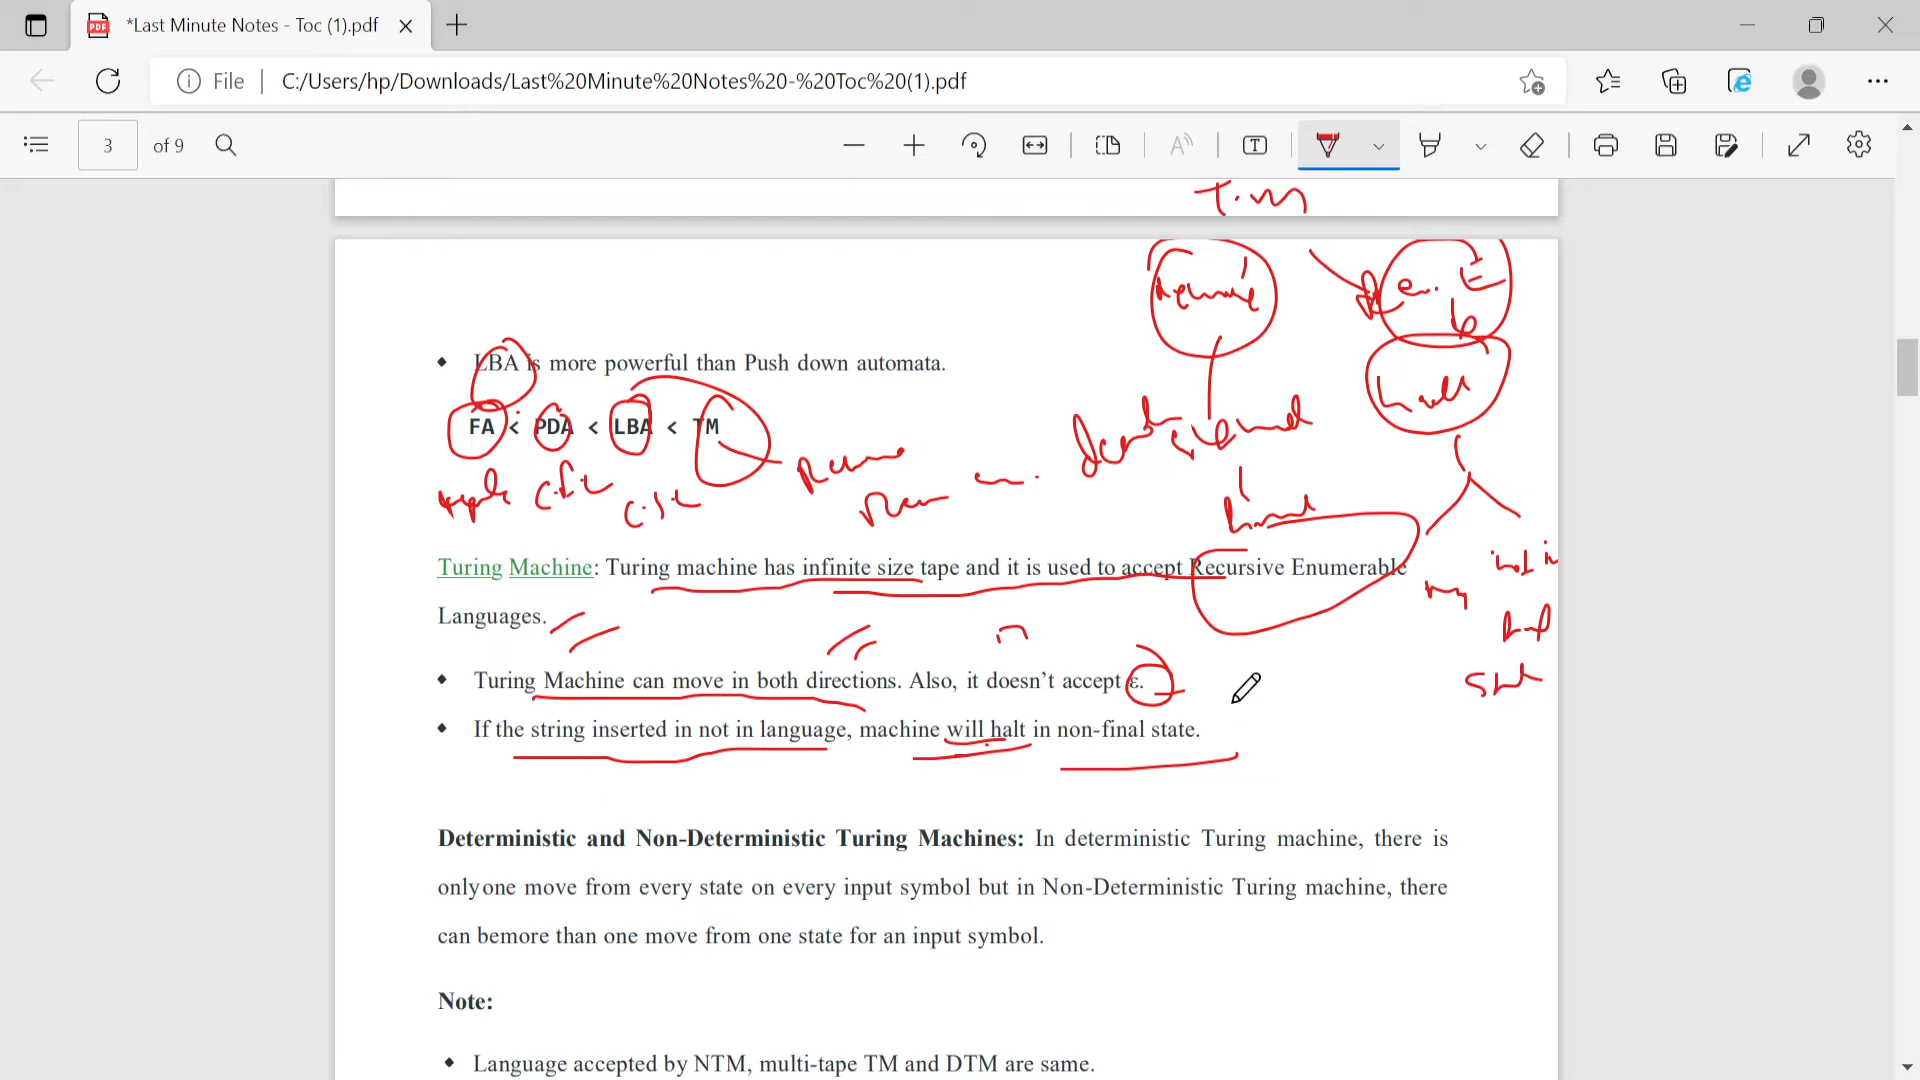 *Last Minute Notes - Toc (1).pdf
File C:/Users/hp/Downloads/Last%20Minute%20Notes%20-%20Toc%20(1).pdf
3 of 9
T.M
LBA is more powerful than Push down automata.
FA < PDA < LBA < TM
Turing Machine: Turing machine has infinite size tape and it is used to accept Recursive Enumerable
Languages.
Turing Machine can move in both directions. Also, it doesn't accept ε.
If the string inserted in not in language, machine will halt in non-final state.
Deterministic and Non-Deterministic Turing Machines: In deterministic Turing machine, there is
onlyone move from every state on every input symbol but in Non-Deterministic Turing machine, there
can bemore than one move from one state for an input symbol.
Note:
Language accepted by NTM, multi-tape TM and DTM are same.